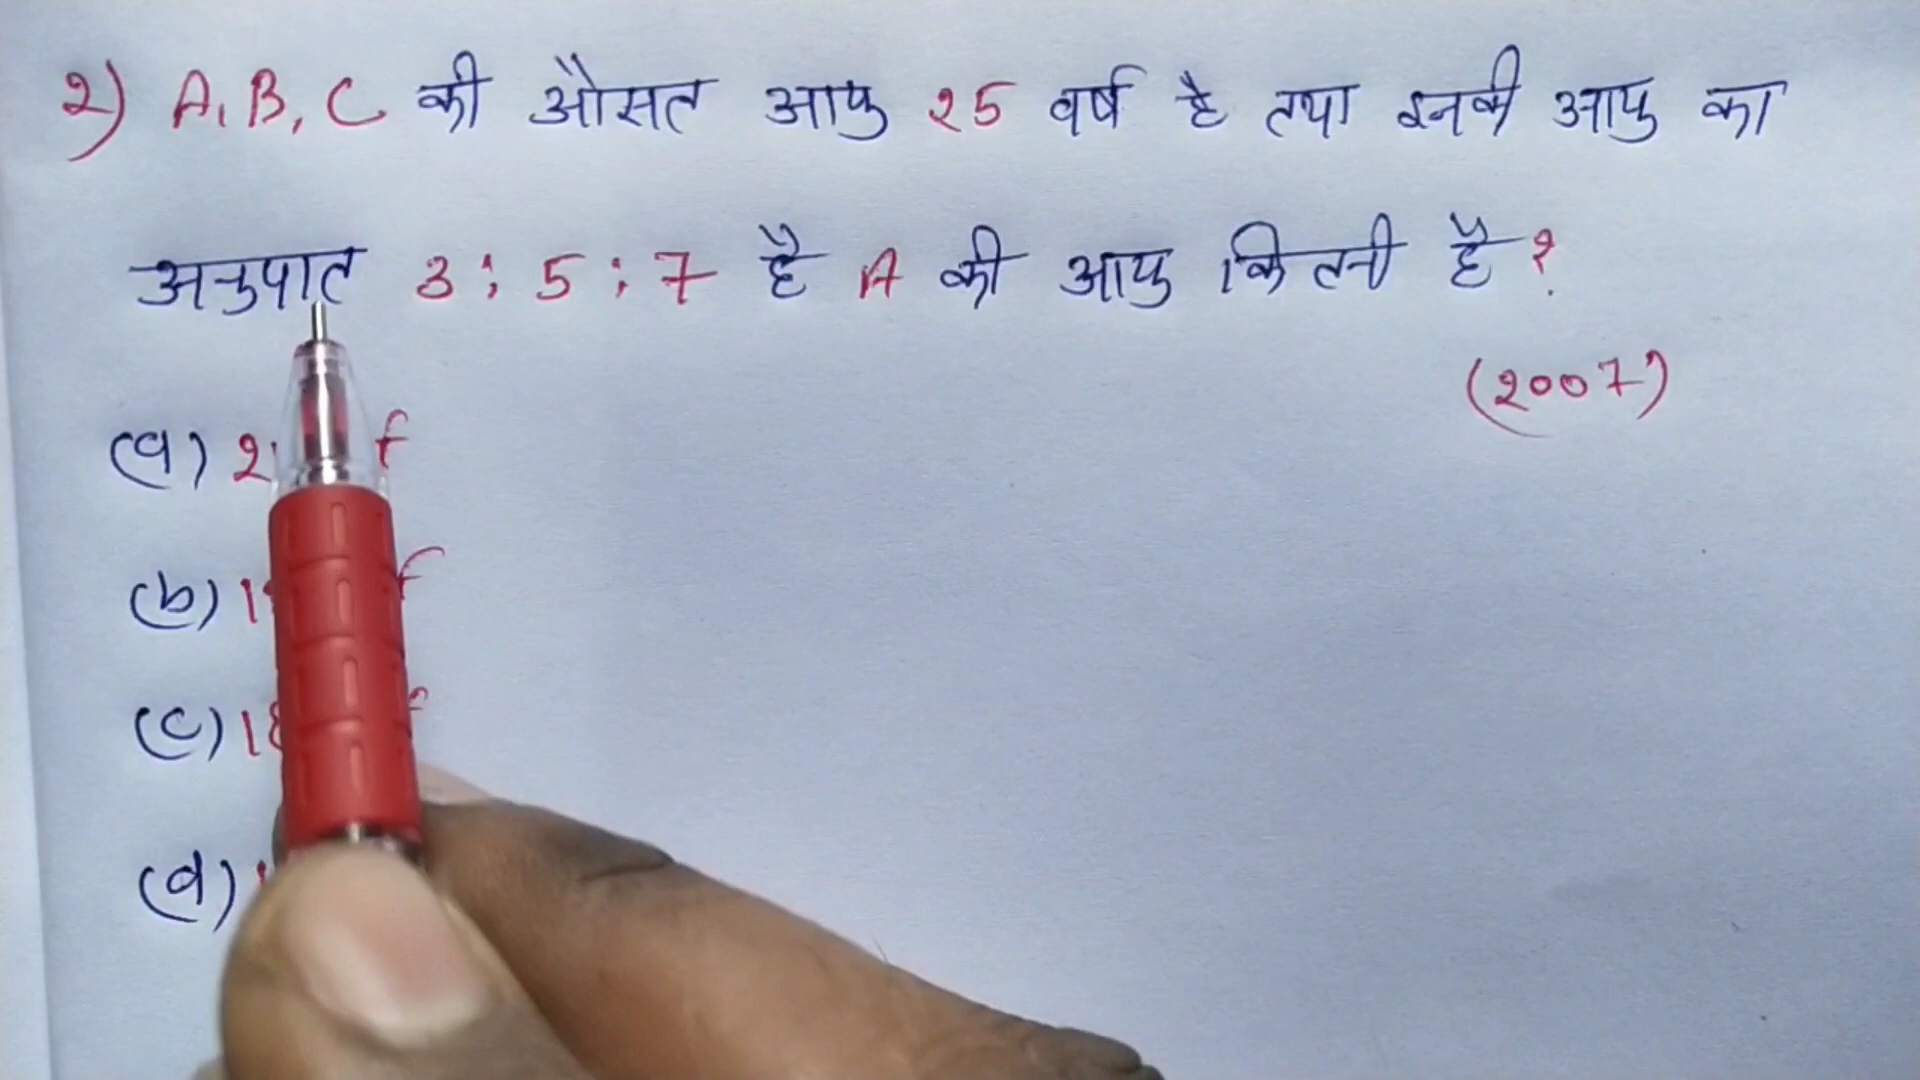 2) A, B, C की औसत आयु 25 वर्ष है तथा इनकी आयु का
अनुपात 3 : 5 : 7 है A की आयु कितनी है ?
(2007)
(a)
(b)
(c)
(d)